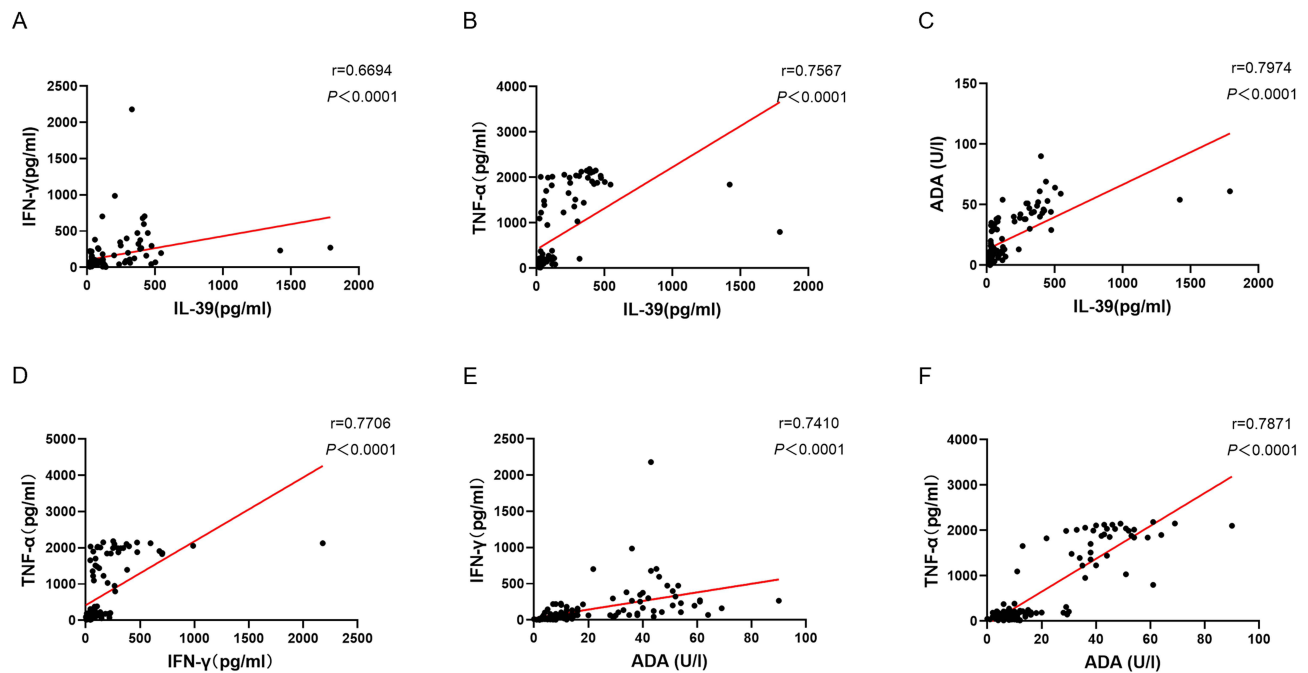 A
r=0.6694
P＜0.0001
IFN-γ(pg/ml)
2500
2000
1500
1000
500
0
0 500 1000 1500 2000
IL-39(pg/ml)
B
r=0.7567
P＜0.0001
TNF-α（pg/ml）
4000
3000
2000
1000
0
0 500 1000 1500 2000
IL-39(pg/ml)
C
r=0.7974
P＜0.0001
ADA (U/l)
150
100
50
0
0 500 1000 1500 2000
IL-39(pg/ml)
D
r=0.7706
P＜0.0001
TNF-α（pg/ml）
5000
4000
3000
2000
1000
0
0 500 1000 1500 2000 2500
IFN-γ（pg/ml）
E
r=0.7410
P＜0.0001
IFN-γ（pg/ml）
2500
2000
1500
1000
500
0
0 20 40 60 80 100
ADA (U/l)
F
r=0.7871
P＜0.0001
TNF-α（pg/ml）
4000
3000
2000
1000
0
0 20 40 60 80 100
ADA (U/l)